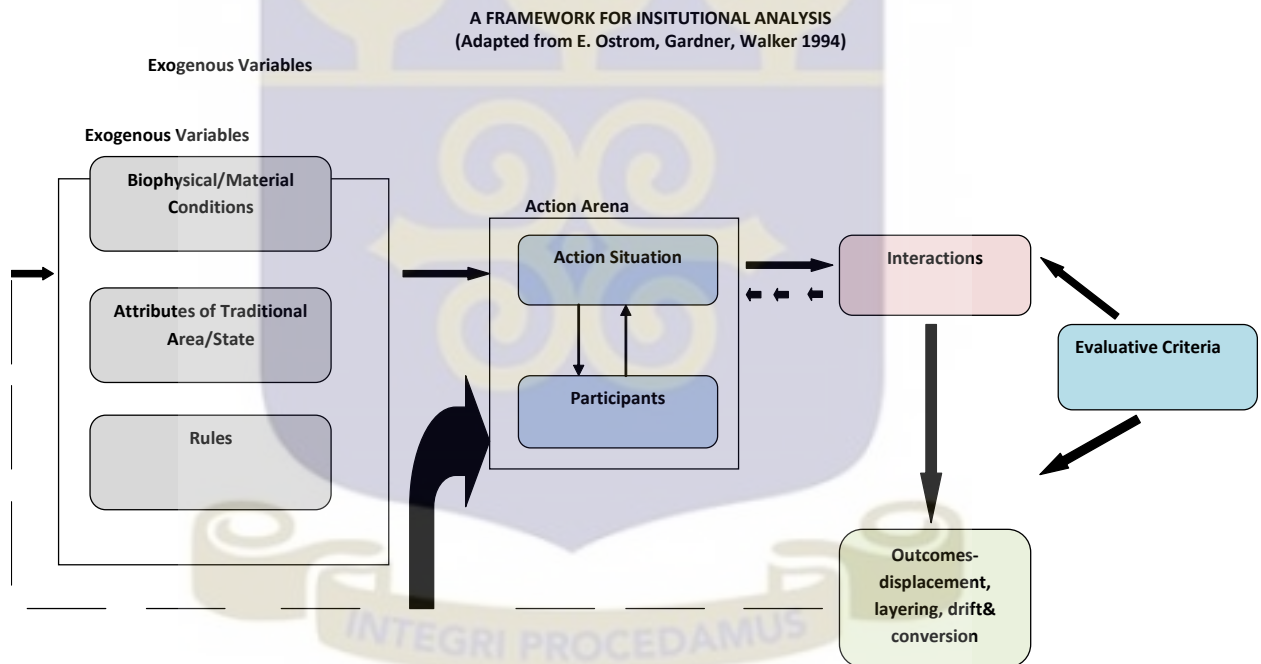 A FRAMEWORK FOR INSITUTIONAL ANALYSIS
(Adapted from E. Ostrom, Gardner, Walker 1994)
Exogenous Variables
Exogenous Variables
Biophysical/Material
Conditions
Attributes of Traditional
Area/State
Rules
Action Arena
Action Situation
Participants
Interactions
Evaluative Criteria
Outcomes-
displacement,
layering, drift&
conversion
INTEGRI PROCEDAMUS